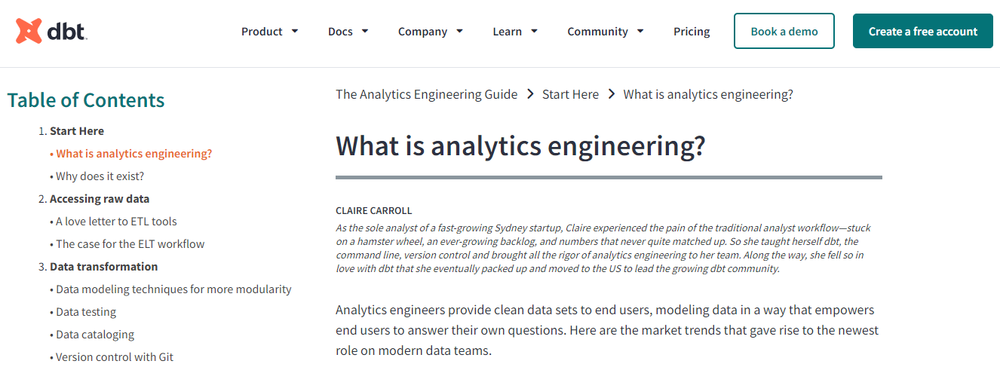 dbt
Product
Docs
Company
Learn
Community
Pricing
Book a demo
Create a free account
Table of Contents
1. Start Here
• What is analytics engineering?
• Why does it exist?
2. Accessing raw data
• A love letter to ETL tools
• The case for the ELT workflow
3. Data transformation
• Data modeling techniques for more modularity
• Data testing
• Data cataloging
• Version control with Git
The Analytics Engineering Guide > Start Here > What is analytics engineering?
What is analytics engineering?
CLAIRE CARROLL
As the sole analyst of a fast-growing Sydney startup, Claire experienced the pain of the traditional analyst workflow—stuck
on a hamster wheel, an ever-growing backlog, and numbers that never quite matched up. So she taught herself dbt, the
command line, version control and brought all the rigor of analytics engineering to her team. Along the way, she fell so in
love with dbt that she eventually packed up and moved to the US to lead the growing dbt community.
Analytics engineers provide clean data sets to end users, modeling data in a way that empowers
end users to answer their own questions. Here are the market trends that gave rise to the newest
role on modern data teams.